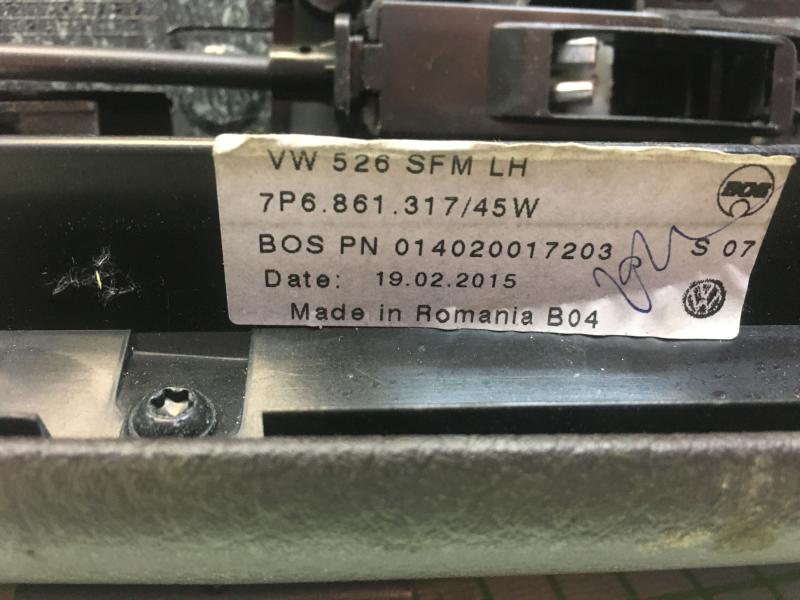 VW 526 SFM LH
7P6.861.317/45W
BOS
BOS PN 014020017203 S 07
Date: 19.02.2015
Made in Romania B04